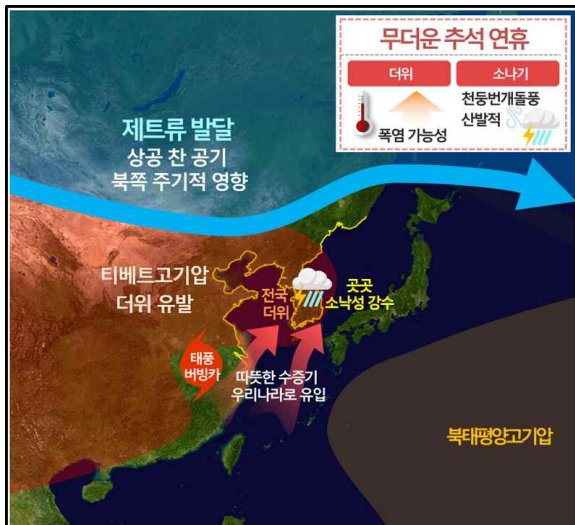 무더운 추석 연휴
더위
소나기
폭염 가능성
천둥번개돌풍
산발적
제트류 발달
상공 찬 공기
북쪽 주기적 영향
티베트고기압
더위 유발
전국
더위
곳곳
소낙성 강수
태풍
버빙카
따뜻한 수증기
우리나라로 유입
북태평양고기압